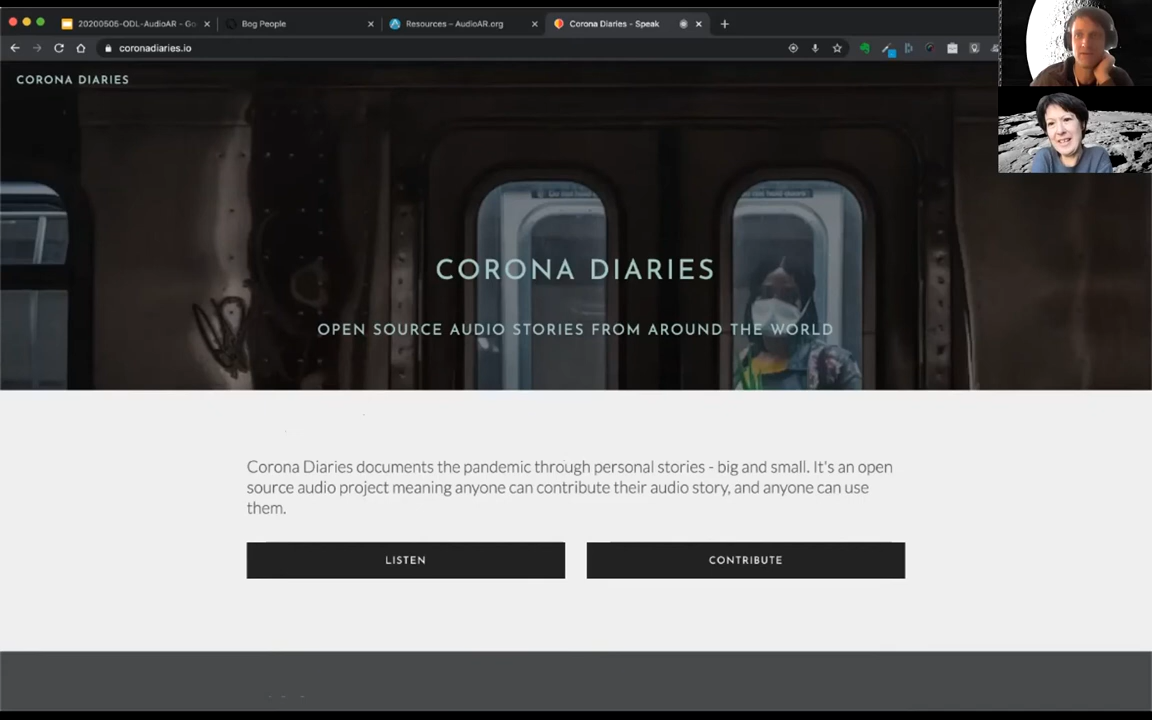 20200505-ODL-AudioAR - Go
Bog People
Resources – AudioAR.org
Corona Diaries - Speak
coronadiaries.io
CORONA DIARIES
CORONA DIARIES
OPEN SOURCE AUDIO STORIES FROM AROUND THE WORLD
Corona Diaries documents the pandemic through personal stories - big and small. It's an open
source audio project meaning anyone can contribute their audio story, and anyone can use
them.
LISTEN
CONTRIBUTE